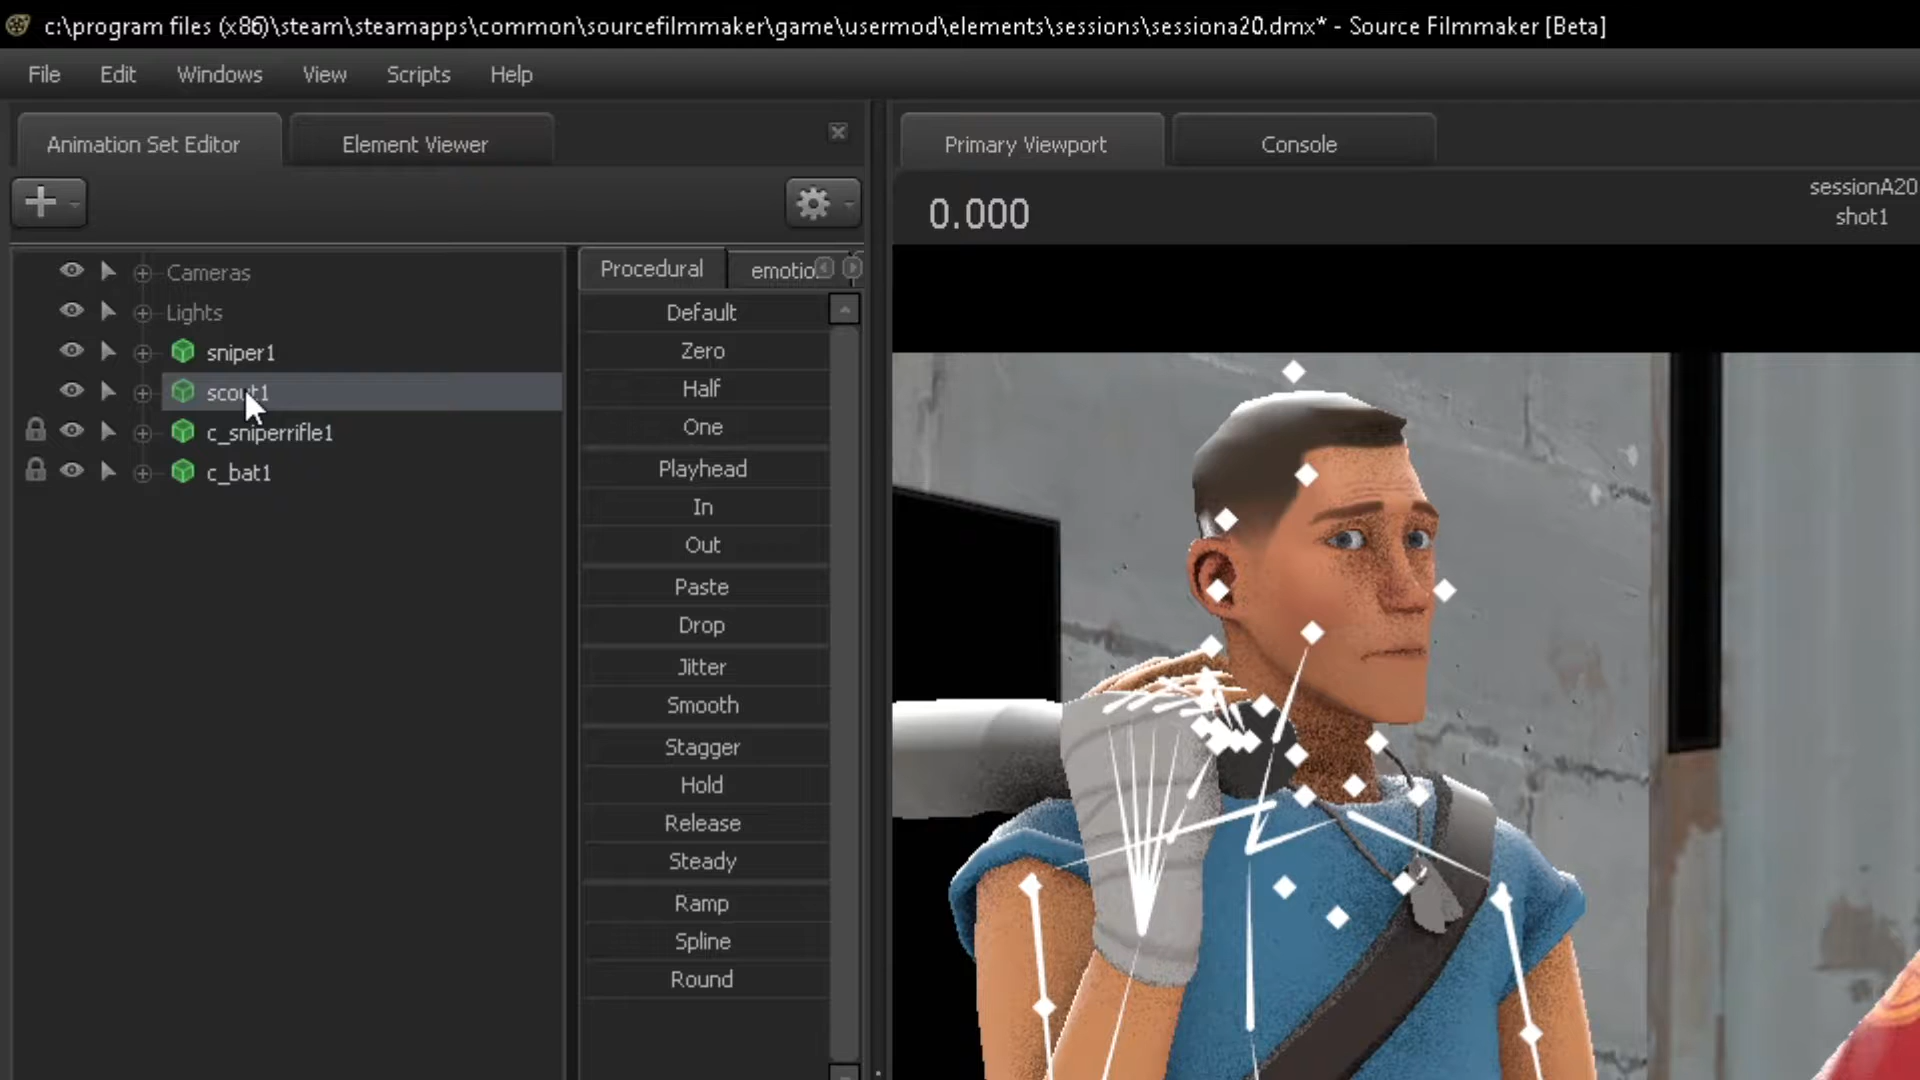 c:\program files (x86)\steam\steamapps\common\sourcefilmmaker\game\usermod\elements\sessions\sessiona20.dmx* - Source Filmmaker [Beta]
File Edit Windows View Scripts Help
Animation Set Editor Element Viewer
Primary Viewport Console
0.000
sessionA20
shot1
Cameras
Lights
sniper1
scout1
c_sniperrifle1
c_bat1
Procedural emotio
Default
Zero
Half
One
Playhead
In
Out
Paste
Drop
Jitter
Smooth
Stagger
Hold
Release
Steady
Ramp
Spline
Round